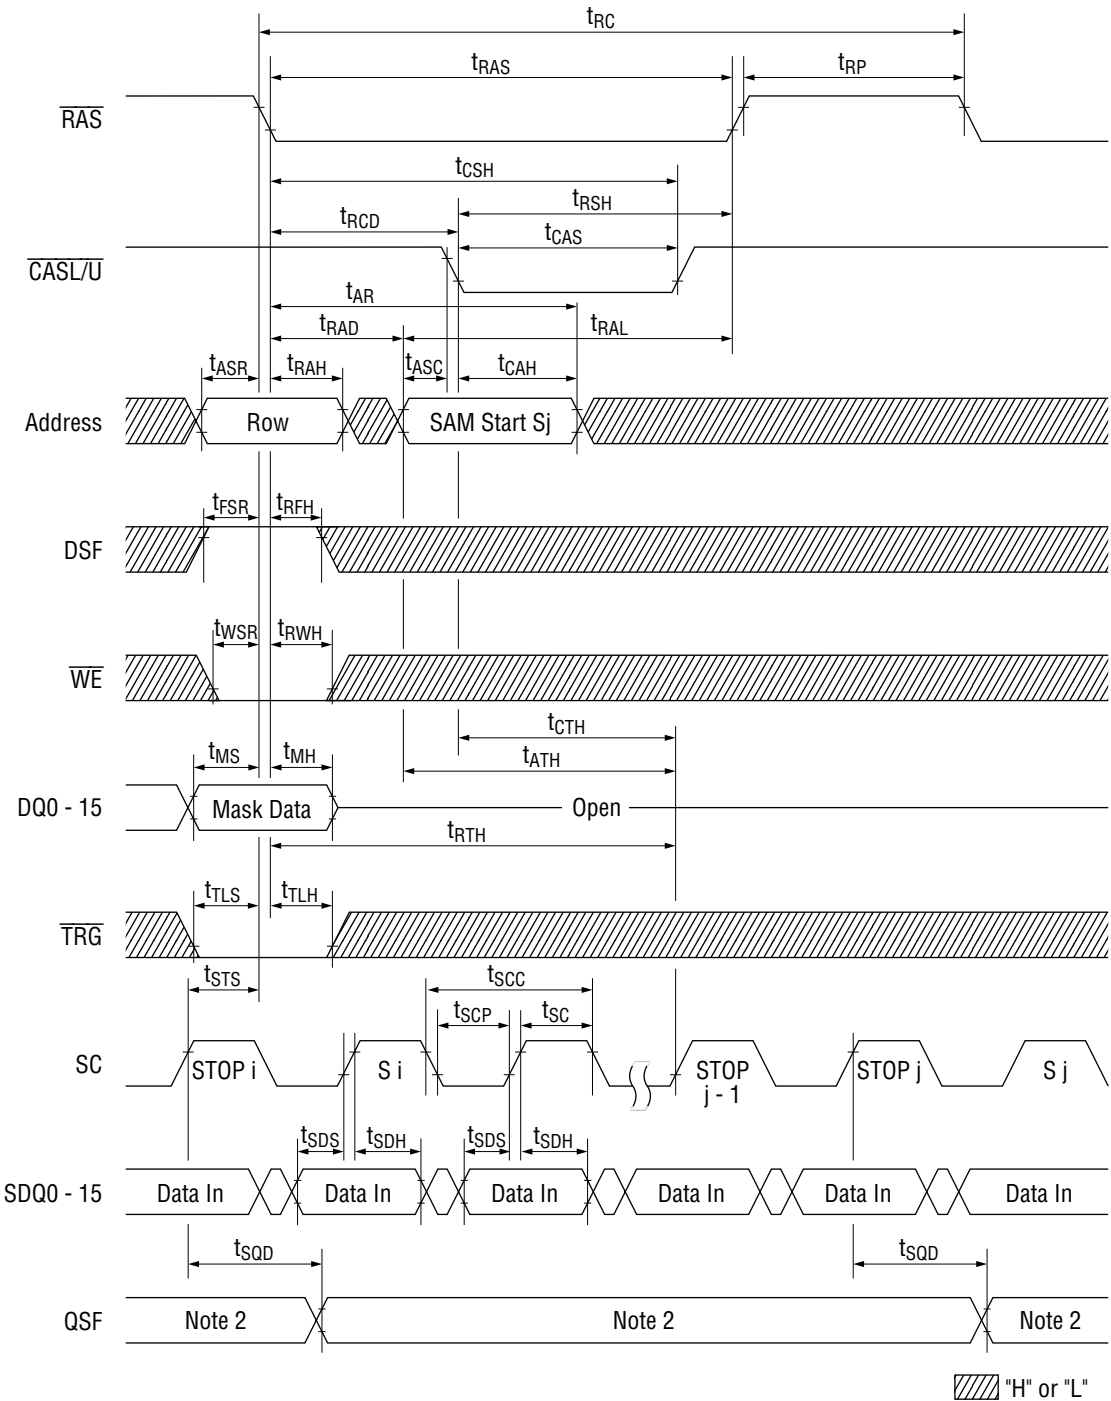 tRC
tRAS
tRP
RAS
tCSH
tRSH
tRCD
tCAS
CASL/U
tAR
tRAD
tRAL
tASR
tRAH
tASC
tCAH
Address
Row
SAM Start Sj
tFSR
tRFH
DSF
tWSR
tRWH
WE
tCTH
tMS
tMH
tATH
DQ0 - 15
Mask Data
Open
tRTH
tTLS
tTLH
TRG
tSTS
tSCC
tSCP
tSC
SC
STOP i
S i
STOP
j - 1
STOP j
S j
tSDS
tSDH
tSDS
tSDH
SDQ0 - 15
Data In
Data In
Data In
Data In
Data In
Data In
tSQD
tSQD
QSF
Note 2
Note 2
Note 2
"H" or "L"